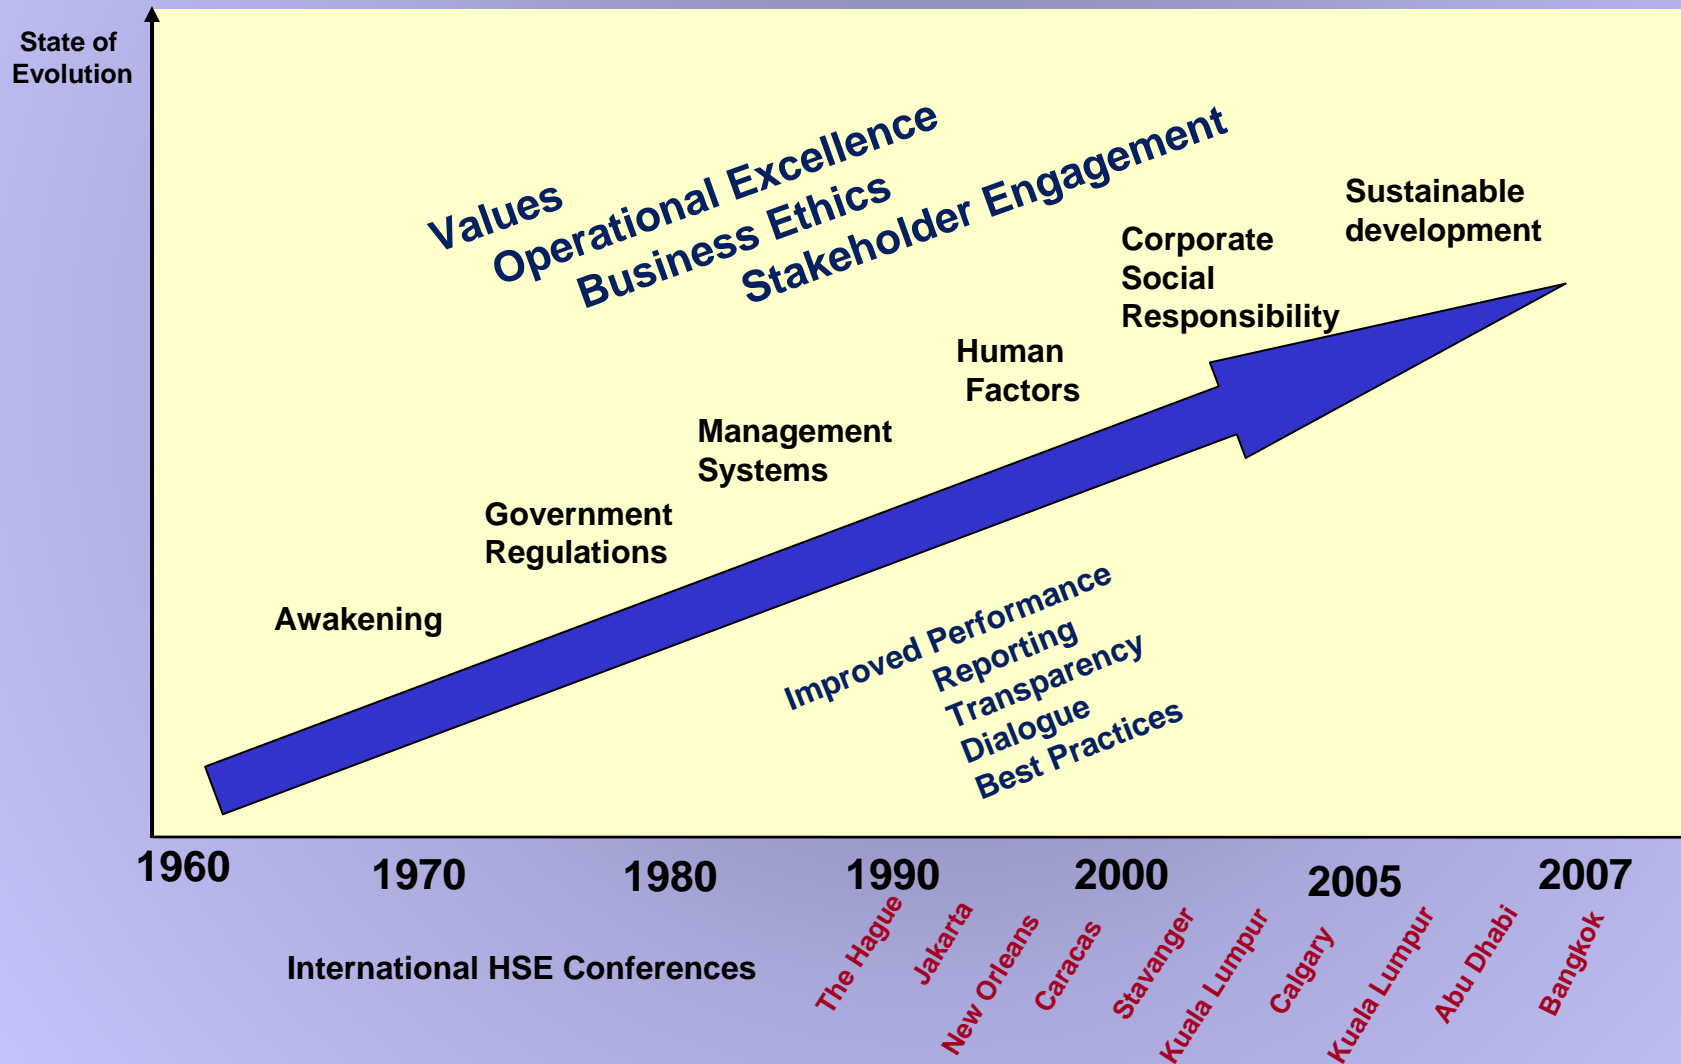 State of
Evolution
Values
Operational Excellence
Business Ethics
Stakeholder Engagement
Sustainable
development
Corporate
Social
Responsibility
Human
Factors
Management
Systems
Government
Regulations
Awakening
Improved Performance
Reporting
Transparency
Dialogue
Best Practices
1960
1970
1980
1990
2000
2005
2007
International HSE Conferences
The Hague
Jakarta
New Orleans
Caracas
Stavanger
Kuala Lumpur
Calgary
Kuala Lumpur
Abu Dhabi
Bangkok